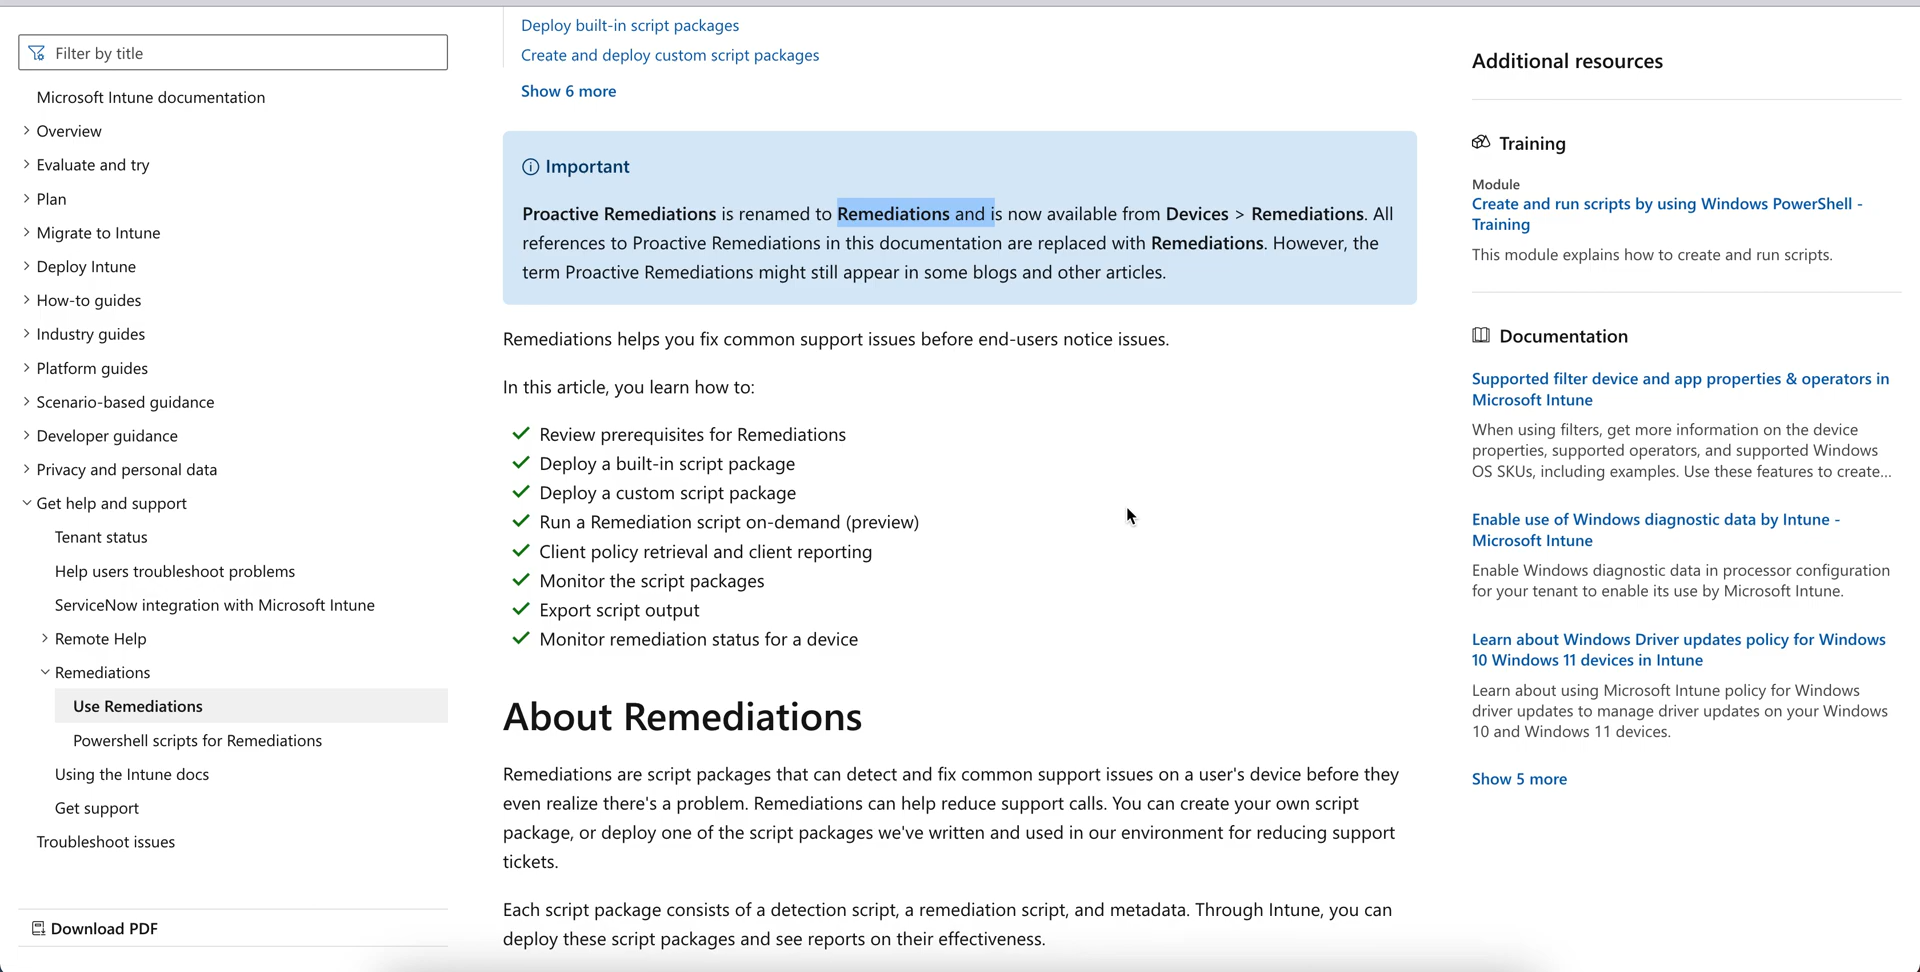 Filter by title
Microsoft Intune documentation
Overview
Evaluate and try
Plan
Migrate to Intune
Deploy Intune
How-to guides
Industry guides
Platform guides
Scenario-based guidance
Developer guidance
Privacy and personal data
Get help and support
Tenant status
Help users troubleshoot problems
ServiceNow integration with Microsoft Intune
Remote Help
Remediations
Use Remediations
Powershell scripts for Remediations
Using the Intune docs
Get support
Troubleshoot issues
Download PDF
Deploy built-in script packages
Create and deploy custom script packages
Show 6 more
Important
Proactive Remediations is renamed to Remediations and is now available from Devices > Remediations. All
references to Proactive Remediations in this documentation are replaced with Remediations. However, the
term Proactive Remediations might still appear in some blogs and other articles.
Remediations helps you fix common support issues before end-users notice issues.
In this article, you learn how to:
Review prerequisites for Remediations
Deploy a built-in script package
Deploy a custom script package
Run a Remediation script on-demand (preview)
Client policy retrieval and client reporting
Monitor the script packages
Export script output
Monitor remediation status for a device
About Remediations
Remediations are script packages that can detect and fix common support issues on a user's device before they
even realize there's a problem. Remediations can help reduce support calls. You can create your own script
package, or deploy one of the script packages we've written and used in our environment for reducing support
tickets.
Each script package consists of a detection script, a remediation script, and metadata. Through Intune, you can
deploy these script packages and see reports on their effectiveness.
Additional resources
Training
Module
Create and run scripts by using Windows PowerShell -
Training
This module explains how to create and run scripts.
Documentation
Supported filter device and app properties & operators in
Microsoft Intune
When using filters, get more information on the device
properties, supported operators, and supported Windows
OS SKUs, including examples. Use these features to create...
Enable use of Windows diagnostic data by Intune -
Microsoft Intune
Enable Windows diagnostic data in processor configuration
for your tenant to enable its use by Microsoft Intune.
Learn about Windows Driver updates policy for Windows
10 Windows 11 devices in Intune
Learn about using Microsoft Intune policy for Windows
driver updates to manage driver updates on your Windows
10 and Windows 11 devices.
Show 5 more